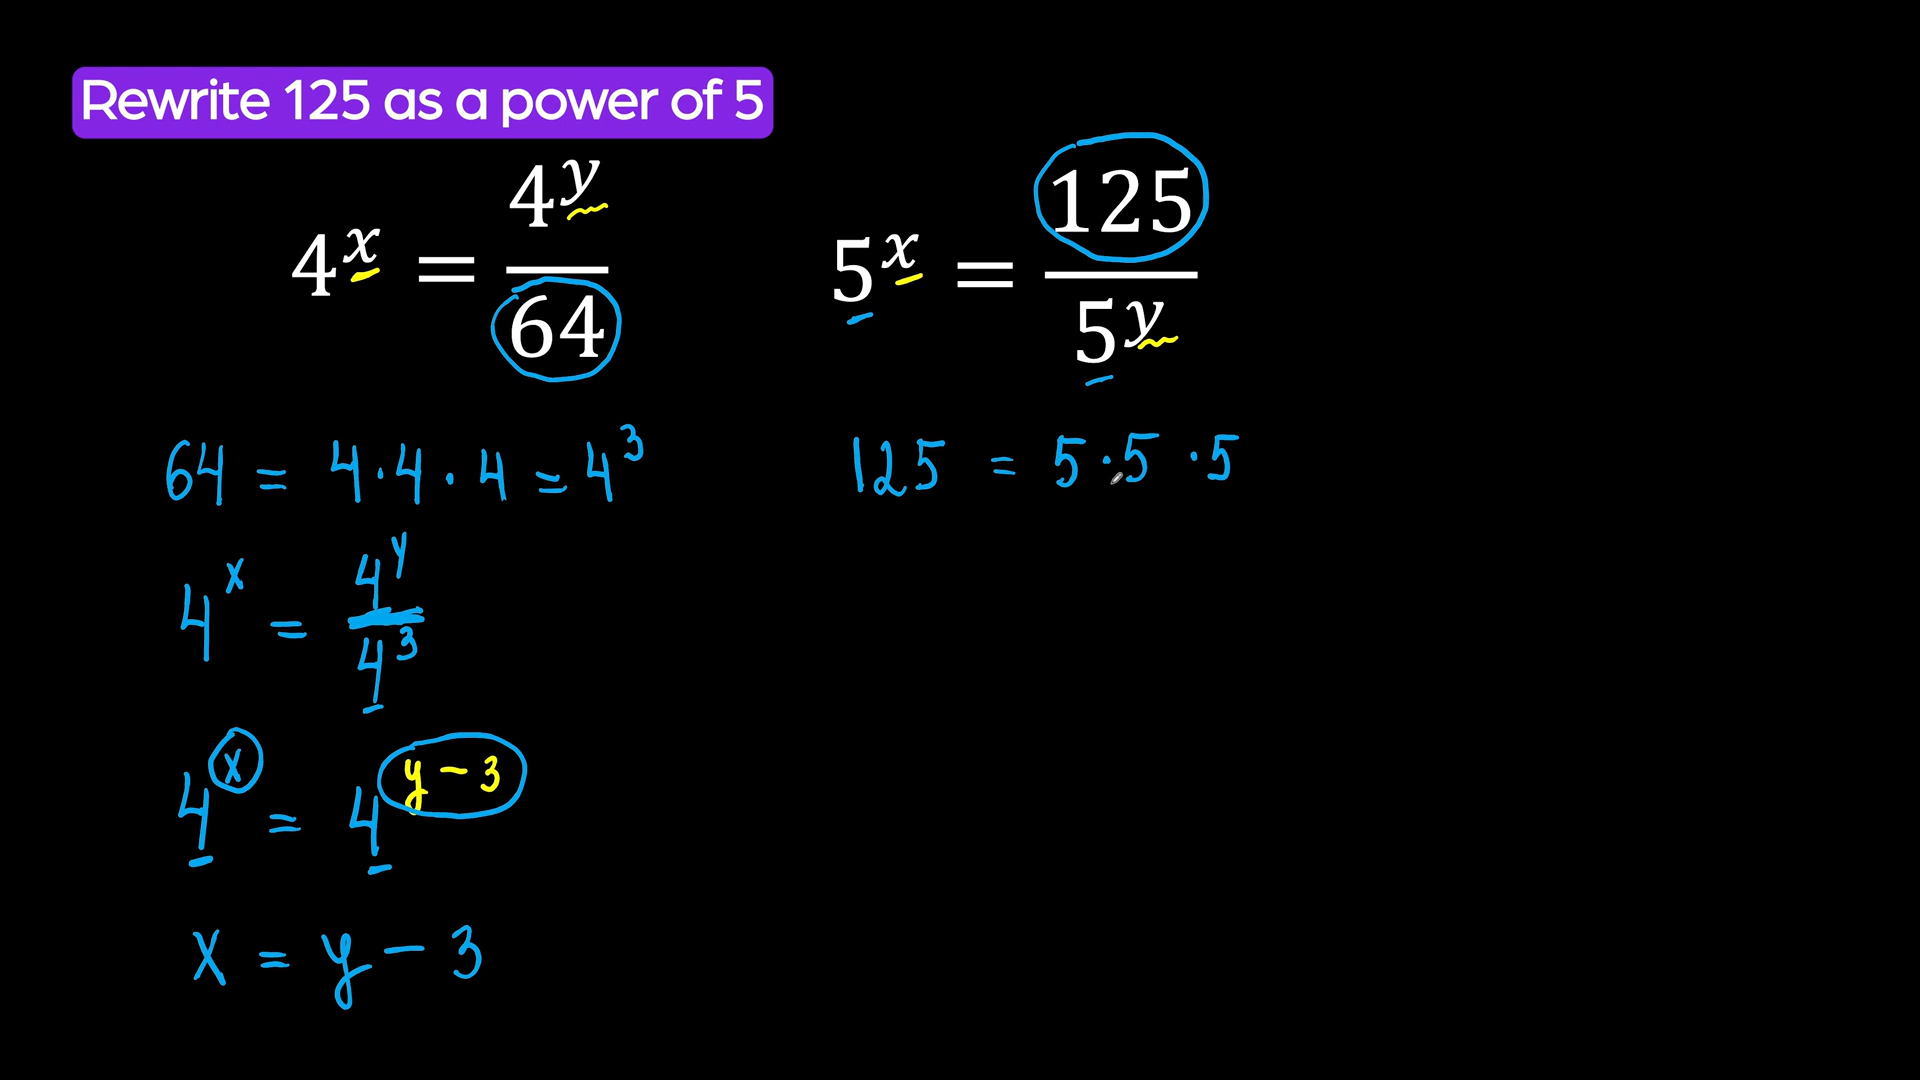 Rewrite 125 as a power of 5
4^x = 4^y / 64
5^x = 125 / 5^y
64 = 4 · 4 · 4 = 4^3
4^x = 4^y / 4^3
4^x = 4^(y − 3)
x = y − 3
125 = 5 · 5 · 5